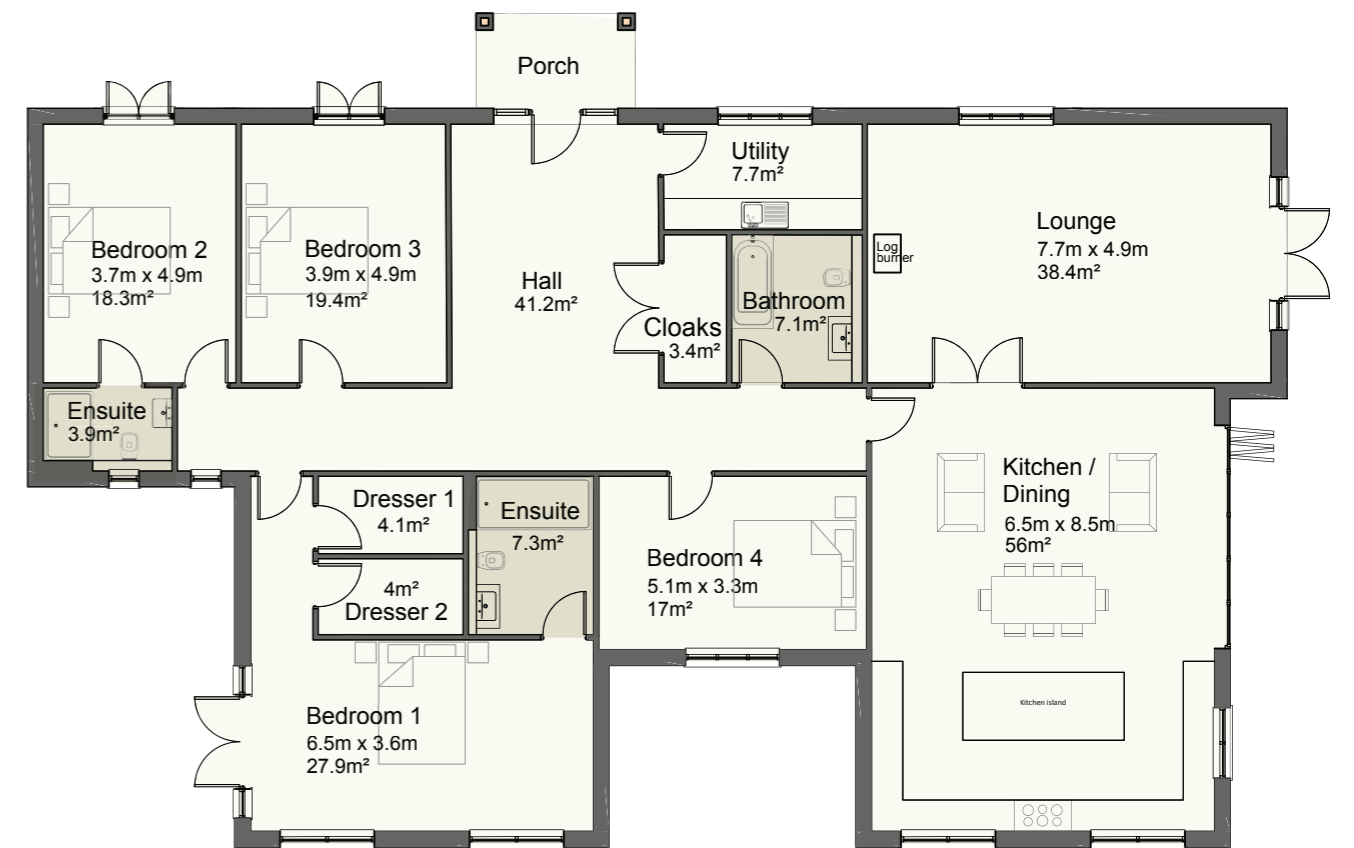 Porch
Utility
7.7m²
Lounge
7.7m x 4.9m
38.4m²
Log
burner
Bedroom 2
3.7m x 4.9m
18.3m²
Bedroom 3
3.9m x 4.9m
19.4m²
Hall
41.2m²
Cloaks
3.4m²
Bathroom
7.1m²
Ensuite
3.9m²
Dresser 1
4.1m²
Ensuite
7.3m²
Kitchen /
Dining
6.5m x 8.5m
56m²
4m²
Dresser 2
Bedroom 4
5.1m x 3.3m
17m²
Bedroom 1
6.5m x 3.6m
27.9m²
Kitchen island